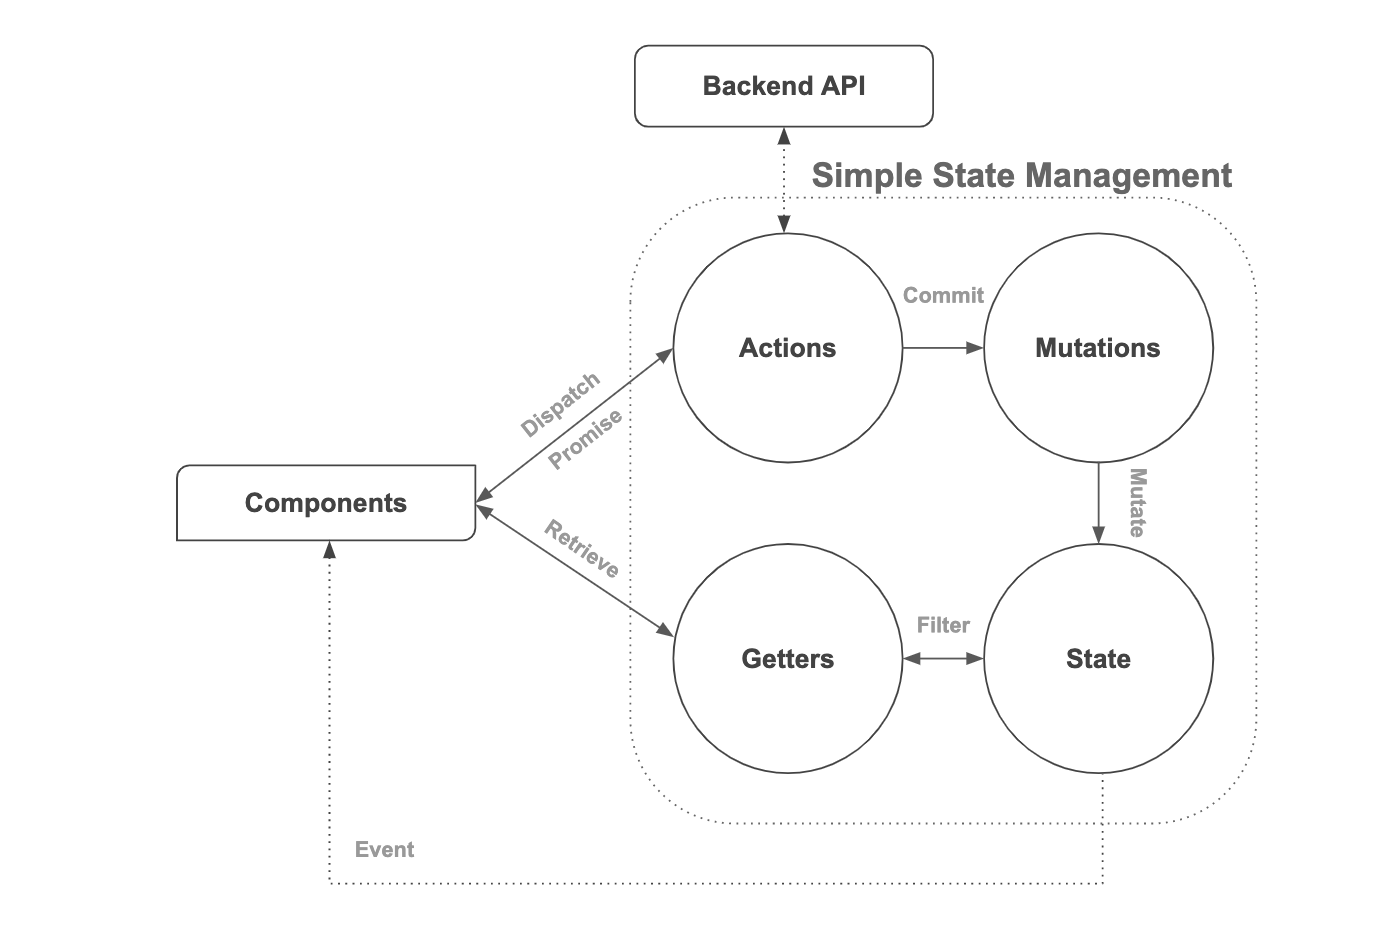 Backend API
Simple State Management
Commit
Actions
Mutations
Dispatch
Promise
Components
Mutate
Retrieve
Filter
Getters
State
Event